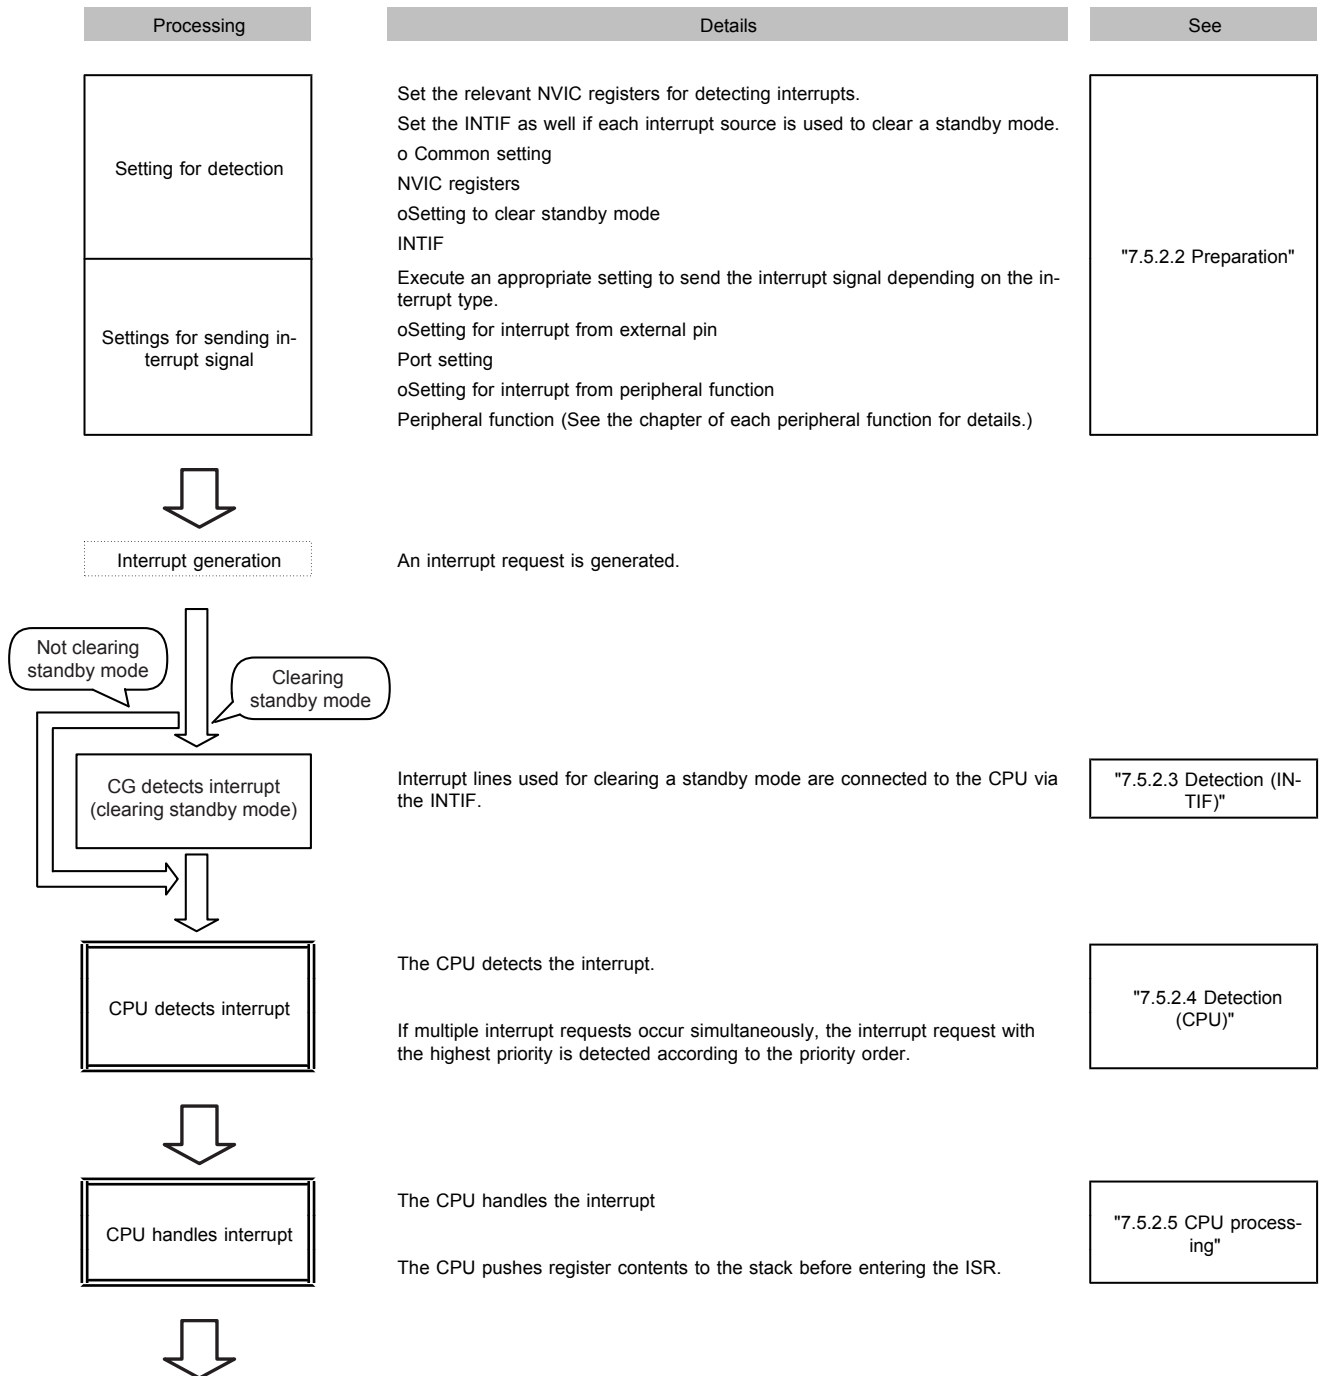 Processing
Details
See
Setting for detection
Set the relevant NVIC registers for detecting interrupts.
Set the INTIF as well if each interrupt source is used to clear a standby mode.
o Common setting
NVIC registers
oSetting to clear standby mode
INTIF
"7.5.2.2 Preparation"
Settings for sending in-
terrupt signal
Execute an appropriate setting to send the interrupt signal depending on the in-
terrupt type.
oSetting for interrupt from external pin
Port setting
oSetting for interrupt from peripheral function
Peripheral function (See the chapter of each peripheral function for details.)
Interrupt generation
An interrupt request is generated.
Not clearing
standby mode
Clearing
standby mode
CG detects interrupt
(clearing standby mode)
Interrupt lines used for clearing a standby mode are connected to the CPU via
the INTIF.
"7.5.2.3 Detection (IN-
TIF)"
CPU detects interrupt
The CPU detects the interrupt.
If multiple interrupt requests occur simultaneously, the interrupt request with
the highest priority is detected according to the priority order.
"7.5.2.4 Detection
(CPU)"
CPU handles interrupt
The CPU handles the interrupt
The CPU pushes register contents to the stack before entering the ISR.
"7.5.2.5 CPU process-
ing"